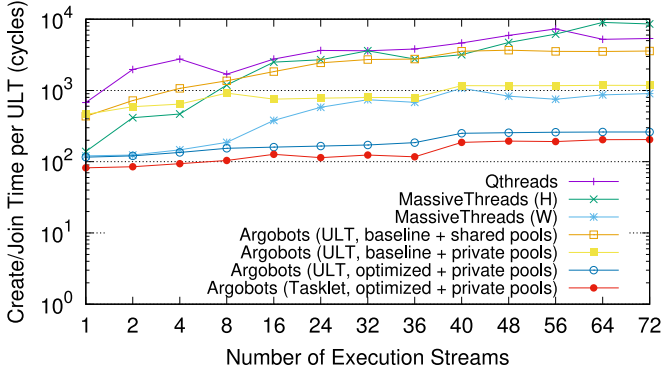 Create/Join Time per ULT (cycles)
10^4
10^3
10^2
10^1
10^0
Qthreads
MassiveThreads (H)
MassiveThreads (W)
Argobots (ULT, baseline + shared pools)
Argobots (ULT, baseline + private pools)
Argobots (ULT, optimized + private pools)
Argobots (Tasklet, optimized + private pools)
1 2 4 8 16 24 32 36 40 48 56 64 72
Number of Execution Streams